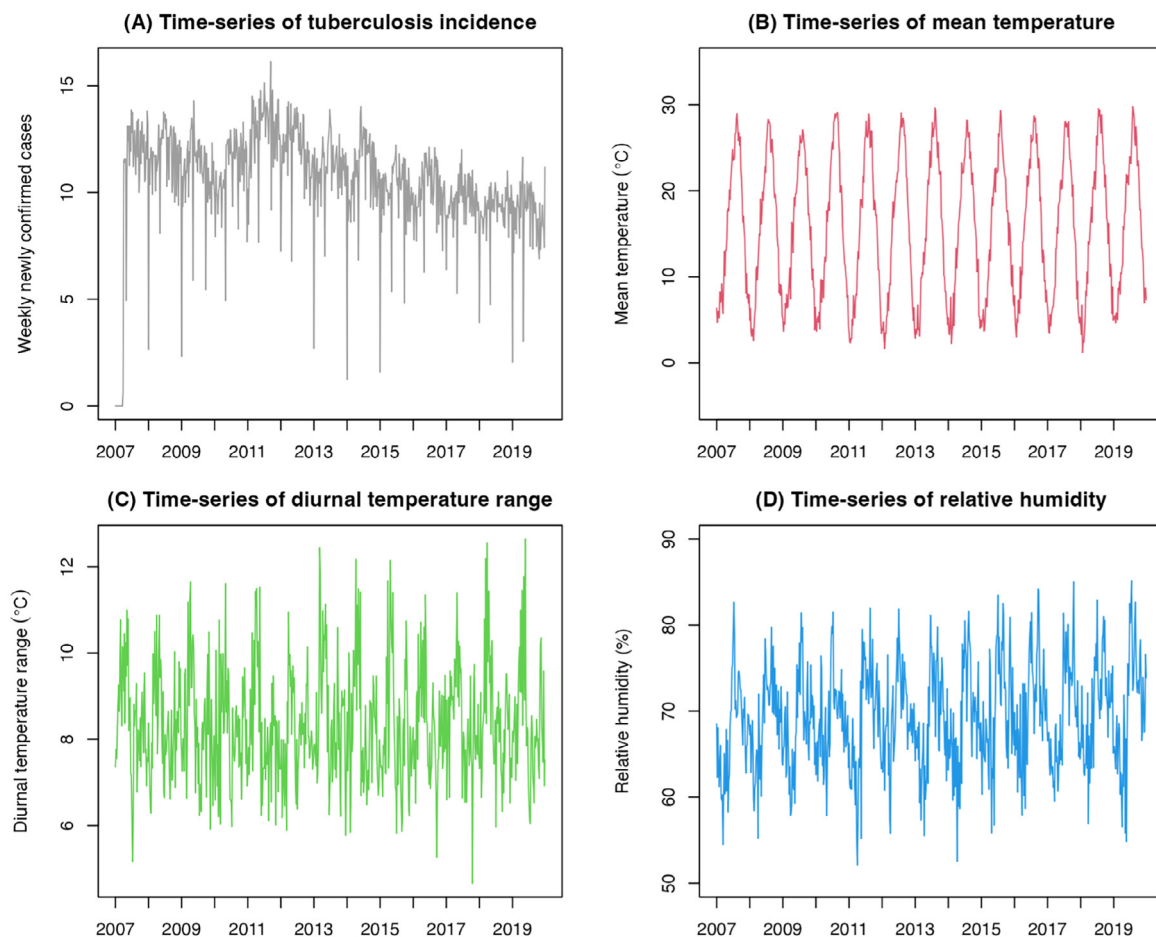 (A) Time-series of tuberculosis incidence
Weekly newly confirmed cases
15
10
5
0
2007 2009 2011 2013 2015 2017 2019
(B) Time-series of mean temperature
Mean temperature (°C)
30
20
10
0
2007 2009 2011 2013 2015 2017 2019
(C) Time-series of diurnal temperature range
Diurnal temperature range (°C)
12
10
8
6
2007 2009 2011 2013 2015 2017 2019
(D) Time-series of relative humidity
Relative humidity (%)
90
80
70
60
50
2007 2009 2011 2013 2015 2017 2019